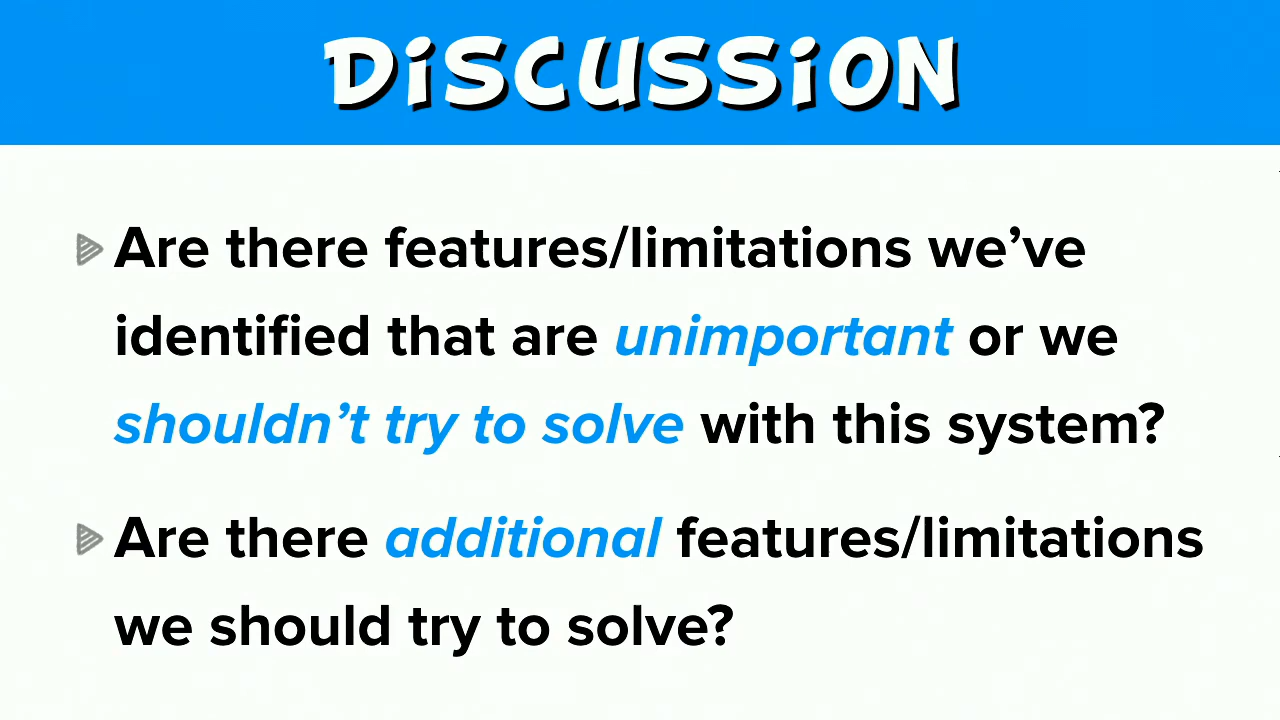 DiSCUSSiON
Are there features/limitations we’ve
identified that are unimportant or we
shouldn’t try to solve with this system?
Are there additional features/limitations
we should try to solve?